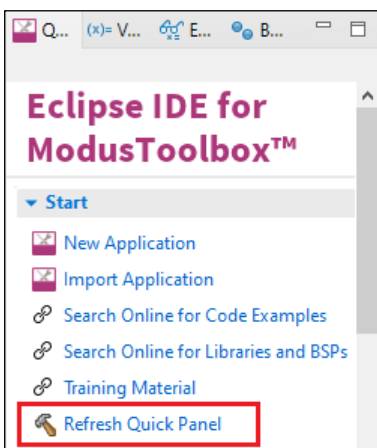 Q... (x)= V... E... B...
Eclipse IDE for
ModusToolbox™
Start
New Application
Import Application
Search Online for Code Examples
Search Online for Libraries and BSPs
Training Material
Refresh Quick Panel